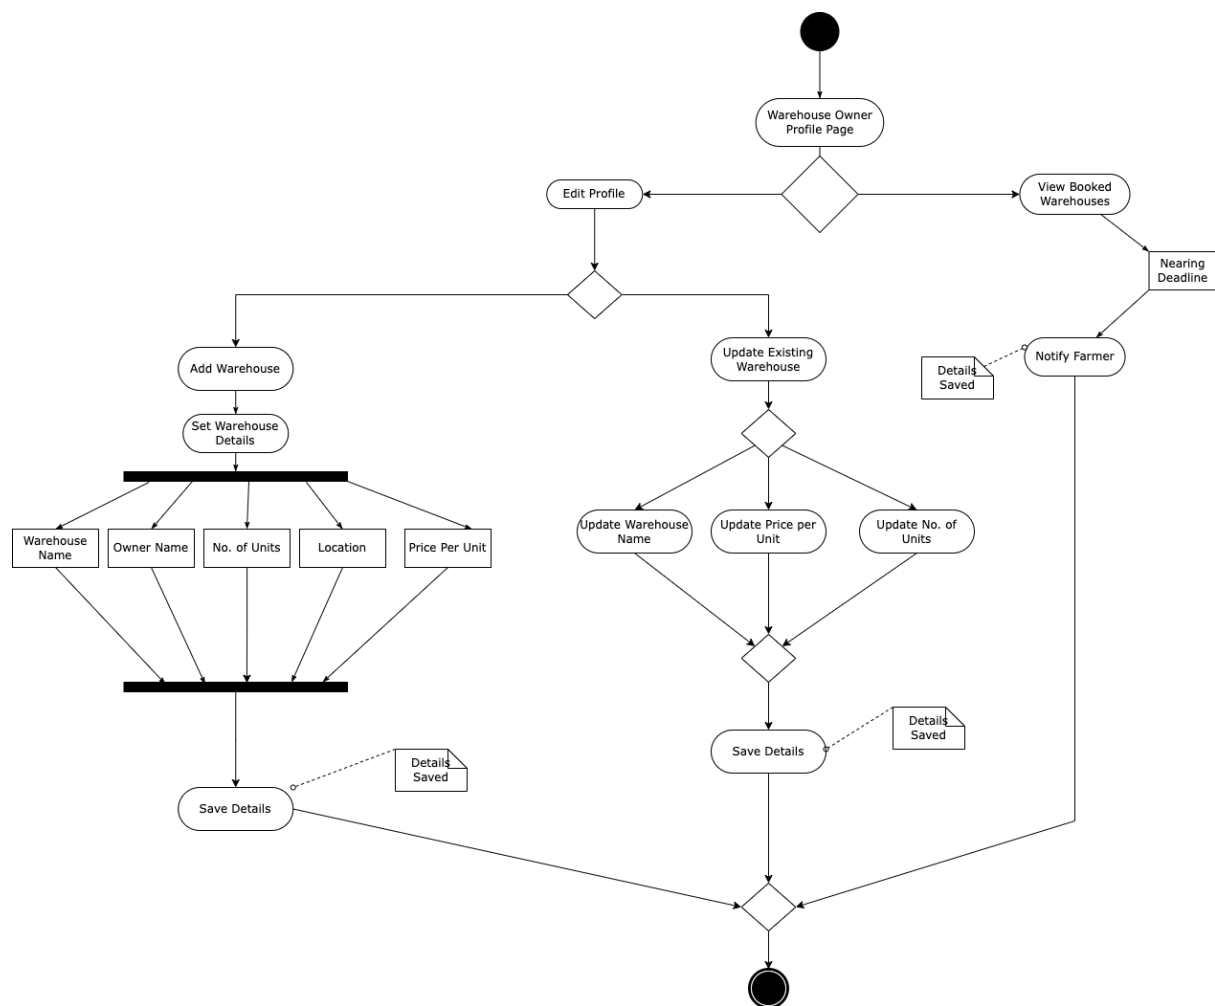 Warehouse Owner
Profile Page
Edit Profile
View Booked
Warehouses
Nearing
Deadline
Add Warehouse
Update Existing
Warehouse
Details
Saved
Notify Farmer
Set Warehouse
Details
Warehouse
Name
Owner Name
No. of Units
Location
Price Per Unit
Update Warehouse
Name
Update Price per
Unit
Update No. of
Units
Details
Saved
Save Details
Details
Saved
Save Details